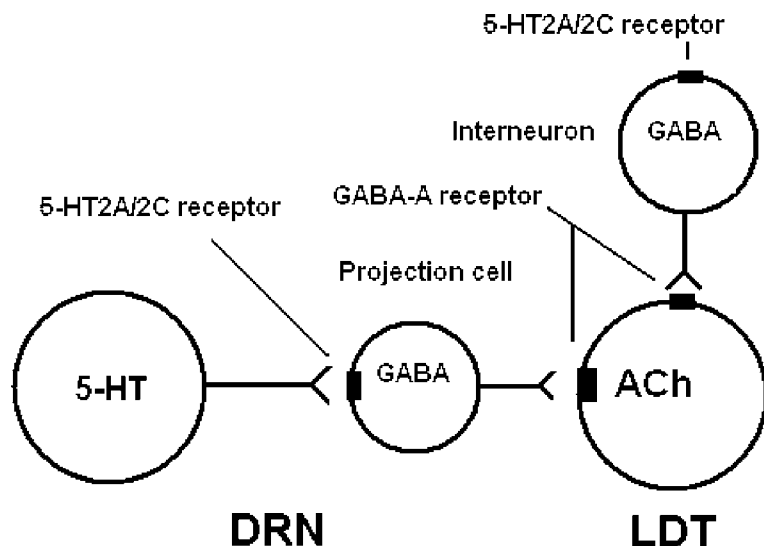 5-HT2A/2C receptor
Interneuron
GABA
5-HT2A/2C receptor
GABA-A receptor
Projection cell
5-HT
GABA
ACh
DRN
LDT